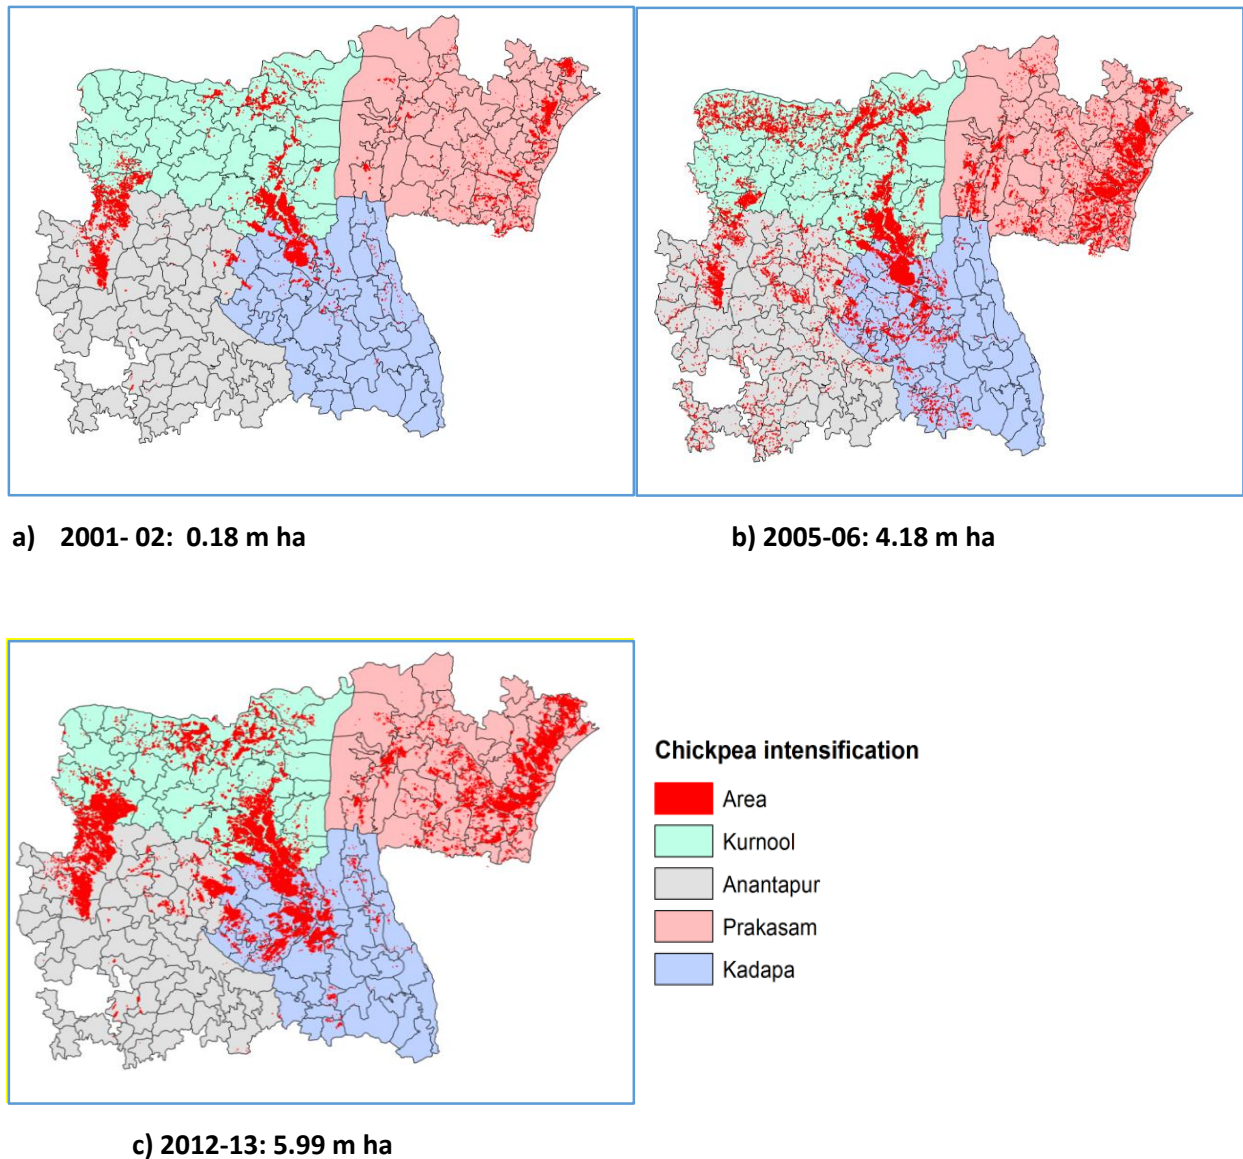 a) 2001- 02: 0.18 m ha
b) 2005-06: 4.18 m ha
Chickpea intensification
Area
Kurnool
Anantapur
Prakasam
Kadapa
c) 2012-13: 5.99 m ha